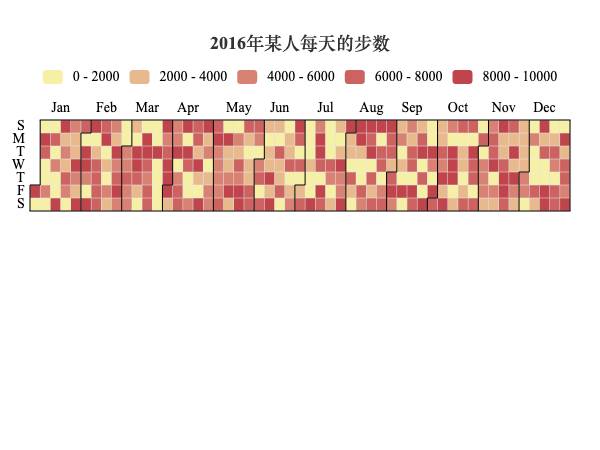 2016年某人每天的步数
0 - 2000 2000 - 4000 4000 - 6000 6000 - 8000 8000 - 10000
Jan Feb Mar Apr May Jun Jul Aug Sep Oct Nov Dec
S
M
T
W
T
F
S